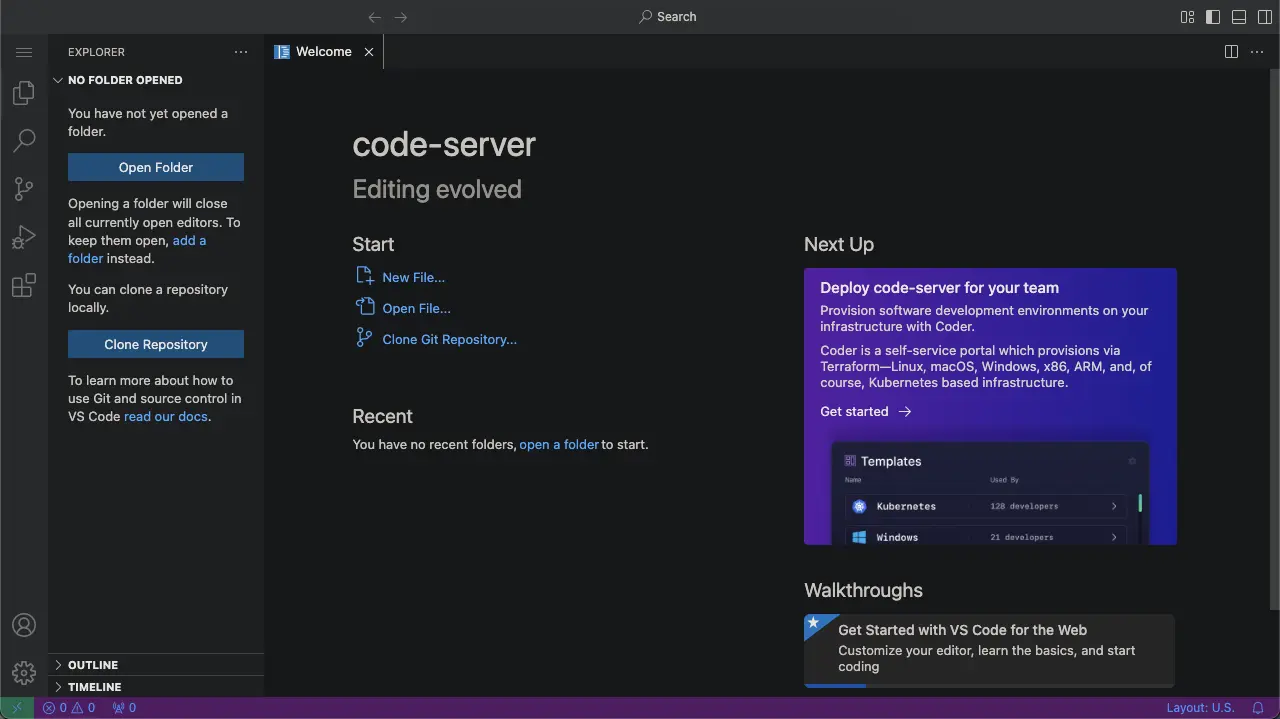 Search
EXPLORER
Welcome
NO FOLDER OPENED
You have not yet opened a
folder.
Open Folder
Opening a folder will close
all currently open editors. To
keep them open, add a
folder instead.
You can clone a repository
locally.
Clone Repository
To learn more about how to
use Git and source control in
VS Code read our docs.
OUTLINE
TIMELINE
code-server
Editing evolved
Start
New File...
Open File...
Clone Git Repository...
Recent
You have no recent folders, open a folder to start.
Next Up
Deploy code-server for your team
Provision software development environments on your
infrastructure with Coder.
Coder is a self-service portal which provisions via
Terraform—Linux, macOS, Windows, x86, ARM, and, of
course, Kubernetes based infrastructure.
Get started
Templates
Name Used By
Kubernetes 128 developers
Windows 21 developers
Walkthroughs
Get Started with VS Code for the Web
Customize your editor, learn the basics, and start
coding
0 0 0 Layout: U.S.